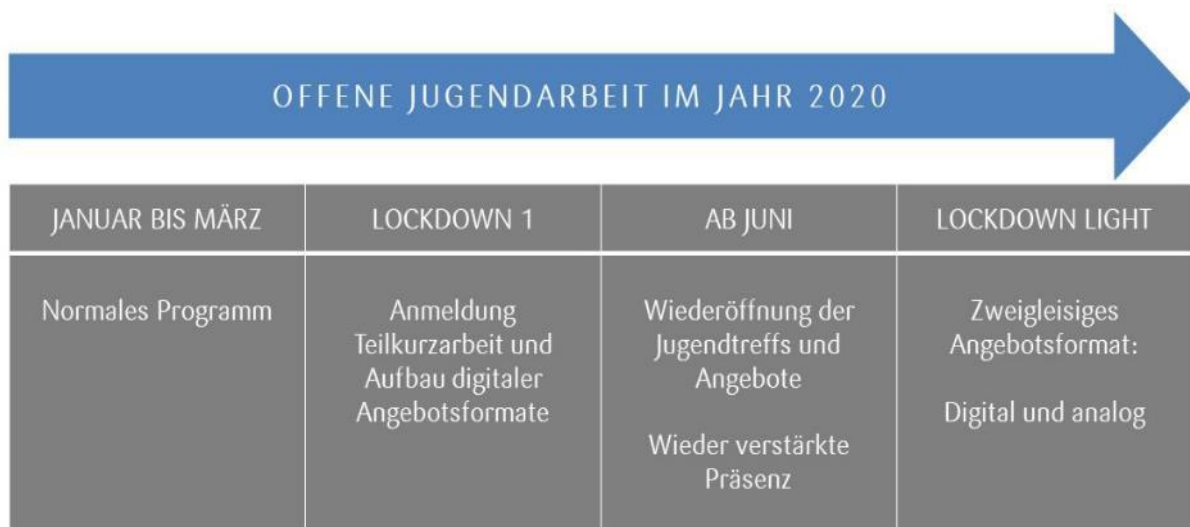 OFFENE JUGENDARBEIT IM JAHR 2020
JANUAR BIS MÄRZ
LOCKDOWN 1
AB JUNI
LOCKDOWN LIGHT
Normales Programm
Anmeldung
Teilkurzarbeit und
Aufbau digitaler
Angebotsformate
Wiederöffnung der
Jugendtreffs und
Angebote
Wieder verstärkte
Präsenz
Zweigleisiges
Angebotsformat:
Digital und analog